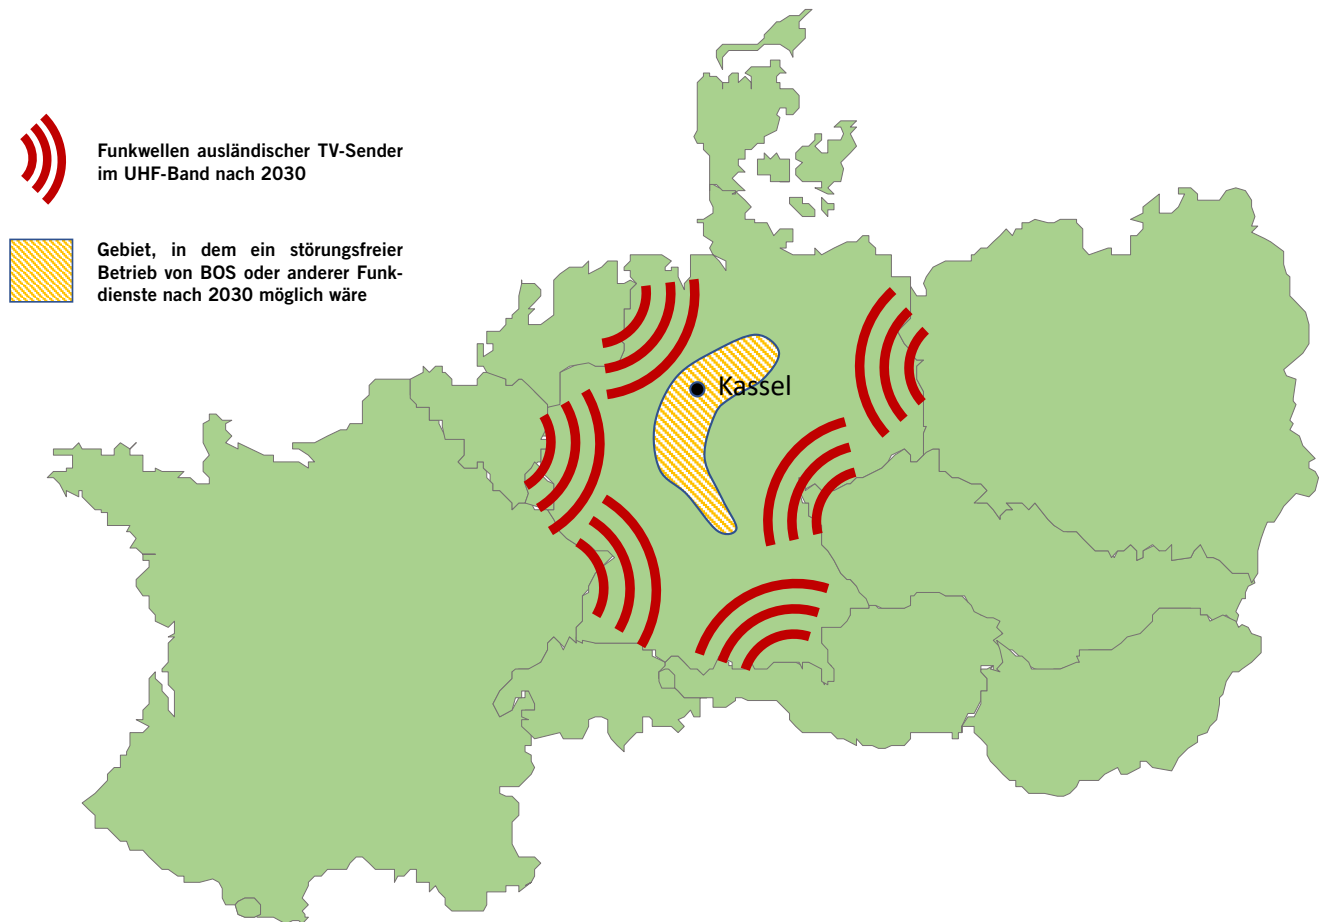 Funkwellen ausländischer TV-Sender
im UHF-Band nach 2030
Gebiet, in dem ein störungsfreier
Betrieb von BOS oder anderer Funk-
dienste nach 2030 möglich wäre
Kassel